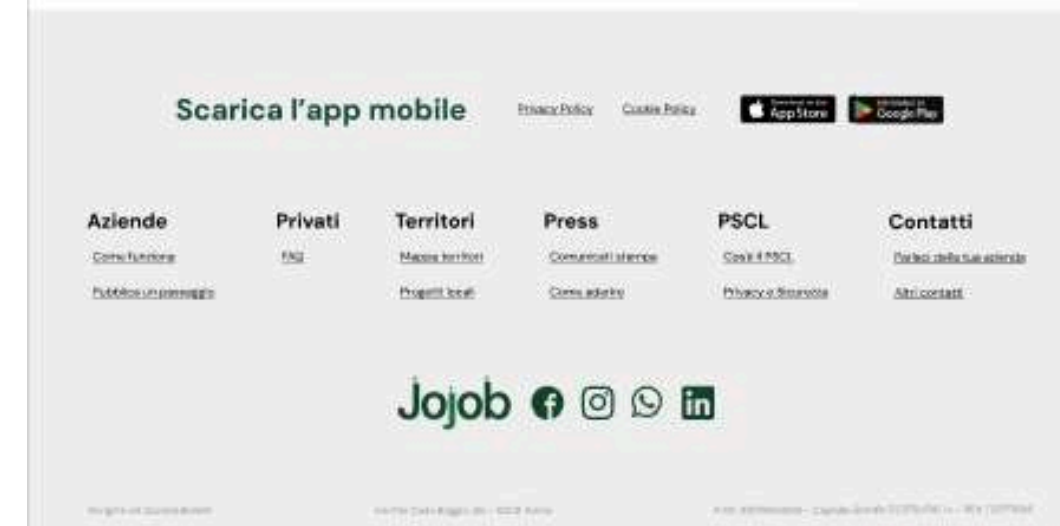 Scarica l'app mobile
Privacy Policy
Cookie Policy
App Store
Google Play
Aziende
Privati
Territori
Press
PSCL
Contatti
Come funziona
FAQ
Mappa territori
Comunicati stampa
Cos'è il PSCL
Parlaci della tua azienda
Pubblica un passaggio
Progetti locali
Come aderire
Privacy e Sicurezza
Altri contatti
Jojob